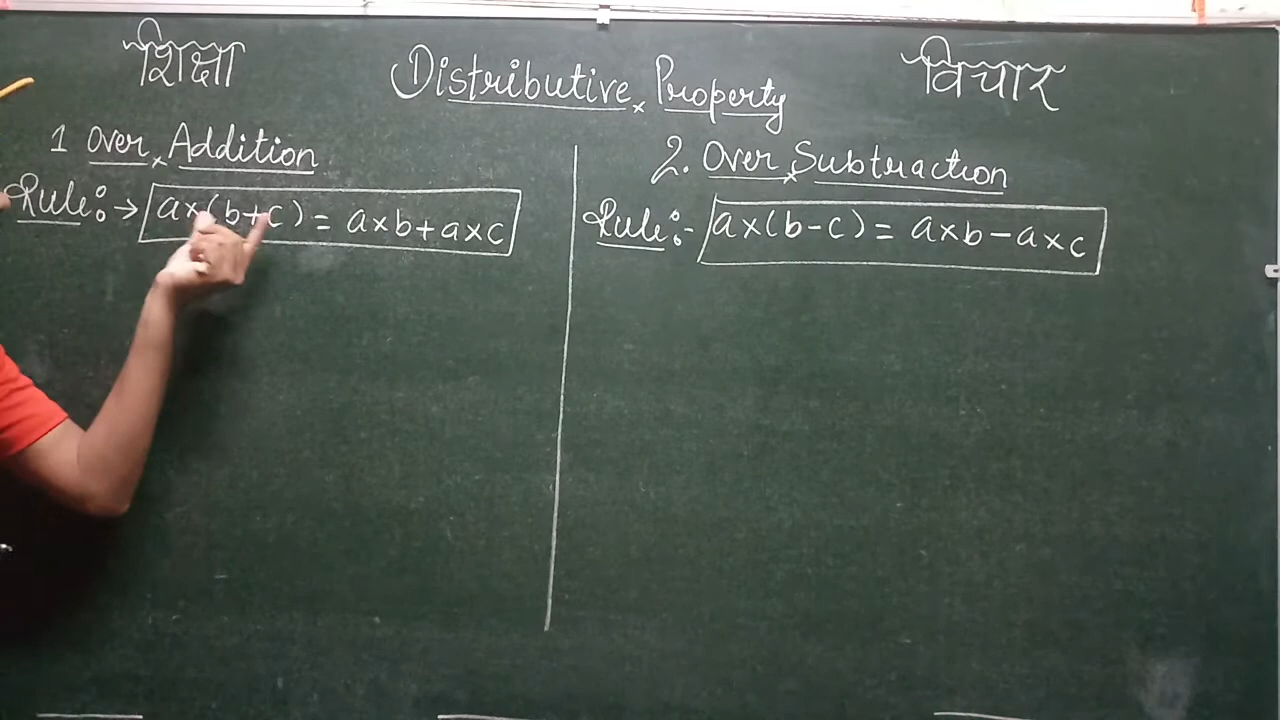 शिक्षा Distributive Property विचार
1 Over Addition
Rule :→ a×(b+c) = a×b+a×c
2. Over Subtraction
Rule :- a×(b-c) = a×b-a×c